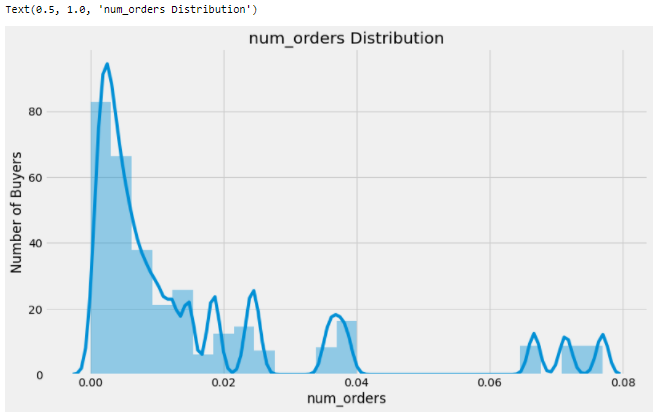 Text(0.5, 1.0, 'num_orders Distribution')
num_orders Distribution
Number of Buyers
80
60
40
20
0
0.00 0.02 0.04 0.06 0.08
num_orders